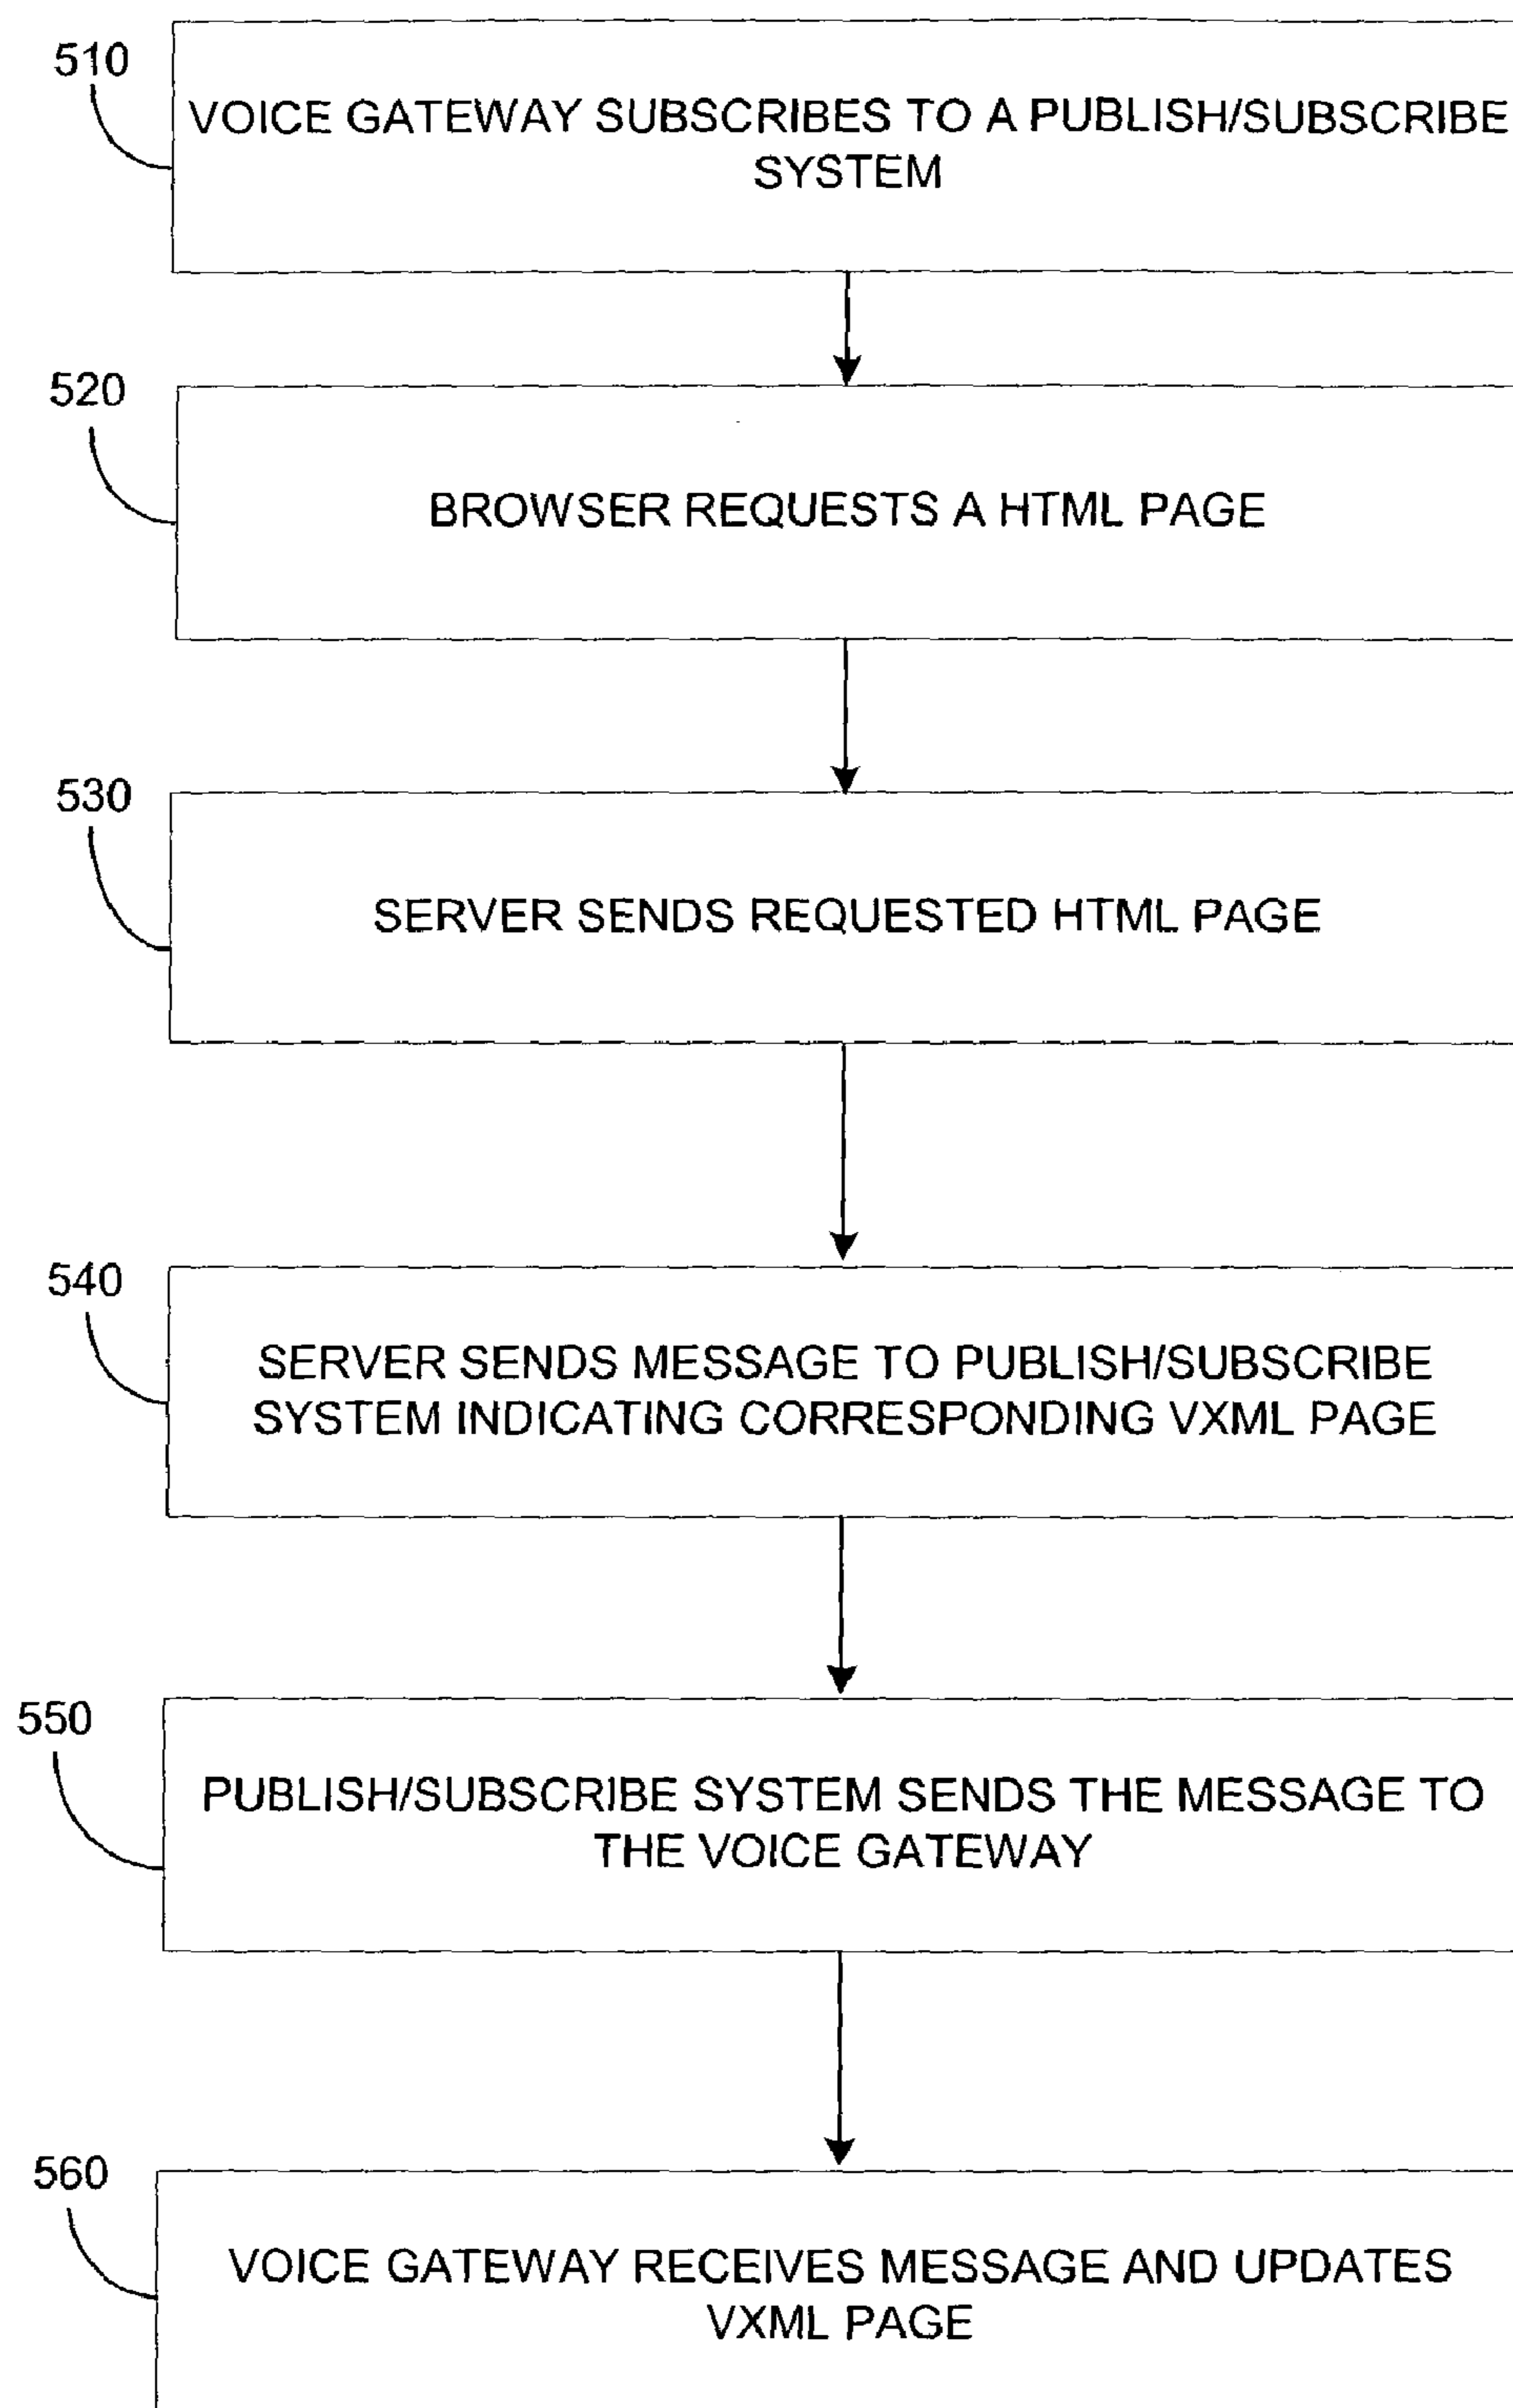 510
VOICE GATEWAY SUBSCRIBES TO A PUBLISH/SUBSCRIBE
SYSTEM
520
BROWSER REQUESTS A HTML PAGE
530
SERVER SENDS REQUESTED HTML PAGE
540
SERVER SENDS MESSAGE TO PUBLISH/SUBSCRIBE
SYSTEM INDICATING CORRESPONDING VXML PAGE
550
PUBLISH/SUBSCRIBE SYSTEM SENDS THE MESSAGE TO
THE VOICE GATEWAY
560
VOICE GATEWAY RECEIVES MESSAGE AND UPDATES
VXML PAGE